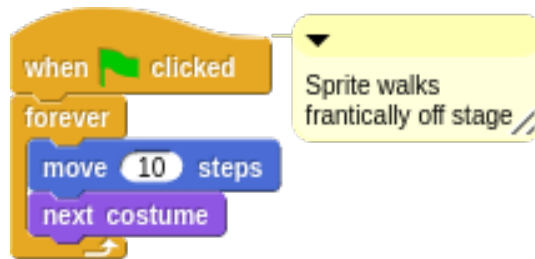 when clicked
Sprite walks
frantically off stage
forever
move 10 steps
next costume